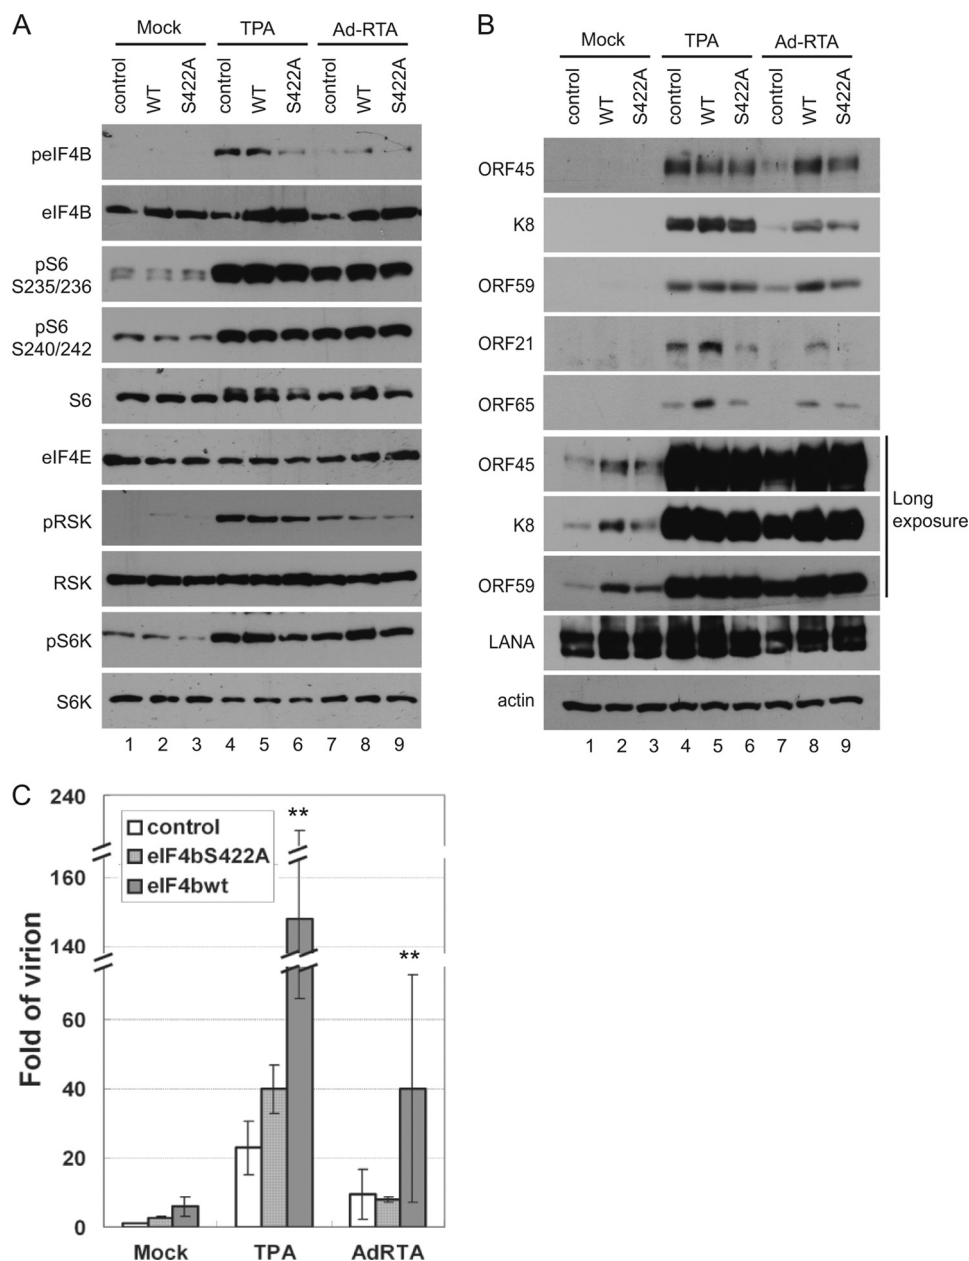 A
Mock TPA Ad-RTA
control WT S422A control WT S422A control WT S422A
peIF4B
eIF4B
pS6
S235/236
pS6
S240/242
S6
eIF4E
pRSK
RSK
pS6K
S6K
1 2 3 4 5 6 7 8 9
B
Mock TPA Ad-RTA
control WT S422A control WT S422A control WT S422A
ORF45
K8
ORF59
ORF21
ORF65
ORF45
K8
ORF59
Long
exposure
LANA
actin
1 2 3 4 5 6 7 8 9
C
Fold of virion
240
160
140
60
40
20
0
control
eIF4bS422A
eIF4bwt
**
**
Mock TPA AdRTA